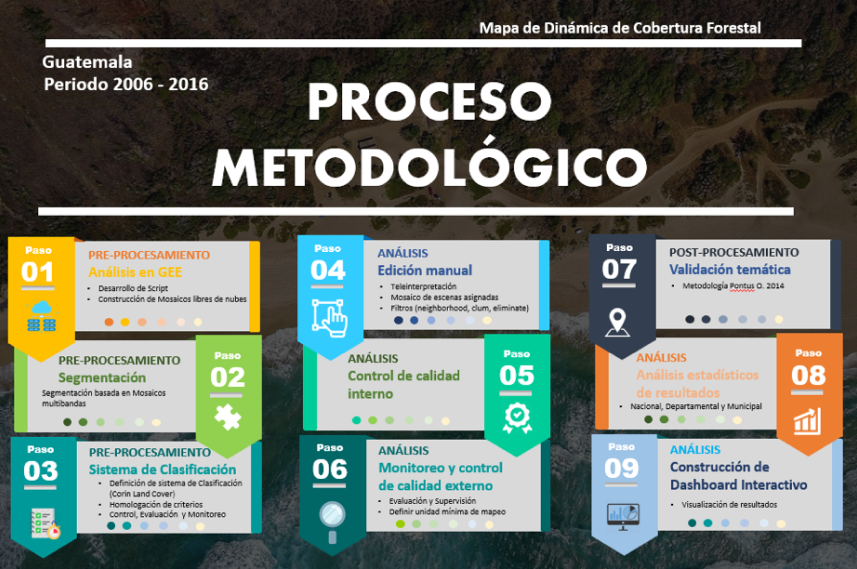 Mapa de Dinámica de Cobertura Forestal
Guatemala
Periodo 2006 - 2016
PROCESO
METODOLÓGICO
Paso
01
PRE-PROCESAMIENTO
Análisis en GEE
• Desarrollo de Script
• Construcción de Mosaicos libres de nubes
PRE-PROCESAMIENTO
Segmentación
Segmentación basada en Mosaicos
multibandas
Paso
02
Paso
03
PRE-PROCESAMIENTO
Sistema de Clasificación
• Definición de sistema de Clasificación
(Corin Land Cover)
• Homologación de criterios
• Control, Evaluación y Monitoreo
Paso
04
ANÁLISIS
Edición manual
• Teleinterpretación
• Mosaico de escenas asignadas
• Filtros (neighborhood, clum, eliminate)
ANÁLISIS
Control de calidad
interno
Paso
05
Paso
06
ANÁLISIS
Monitoreo y control
de calidad externo
• Evaluación y Supervisión
• Definir unidad mínima de mapeo
Paso
07
POST-PROCESAMIENTO
Validación temática
• Metodología Pontus O. 2014
ANÁLISIS
Análisis estadísticos
de resultados
• Nacional, Departamental y Municipal
Paso
08
Paso
09
ANÁLISIS
Construcción de
Dashboard Interactivo
• Visualización de resultados